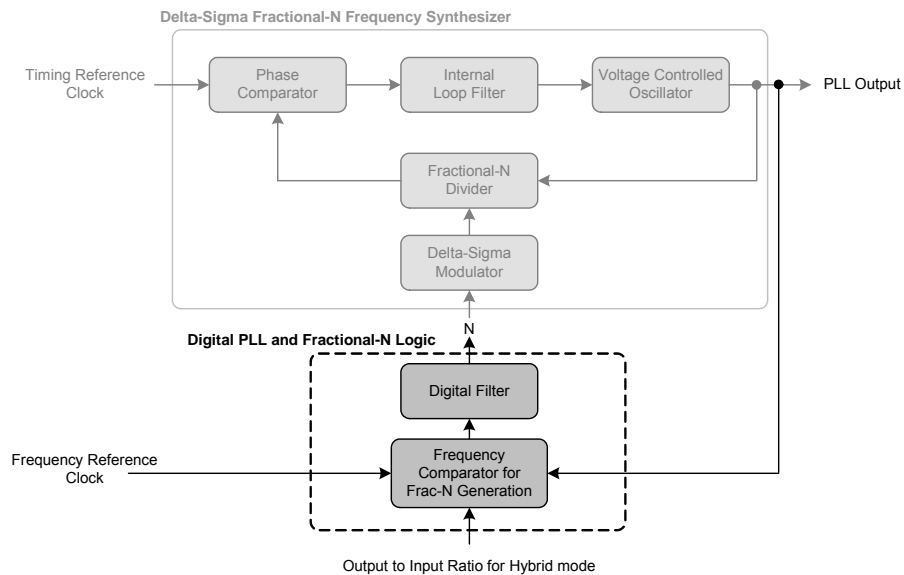 Delta-Sigma Fractional-N Frequency Synthesizer
Timing Reference
Clock
Phase
Comparator
Internal
Loop Filter
Voltage Controlled
Oscillator
PLL Output
Fractional-N
Divider
Delta-Sigma
Modulator
N
Digital PLL and Fractional-N Logic
Digital Filter
Frequency Reference
Clock
Frequency
Comparator for
Frac-N Generation
Output to Input Ratio for Hybrid mode